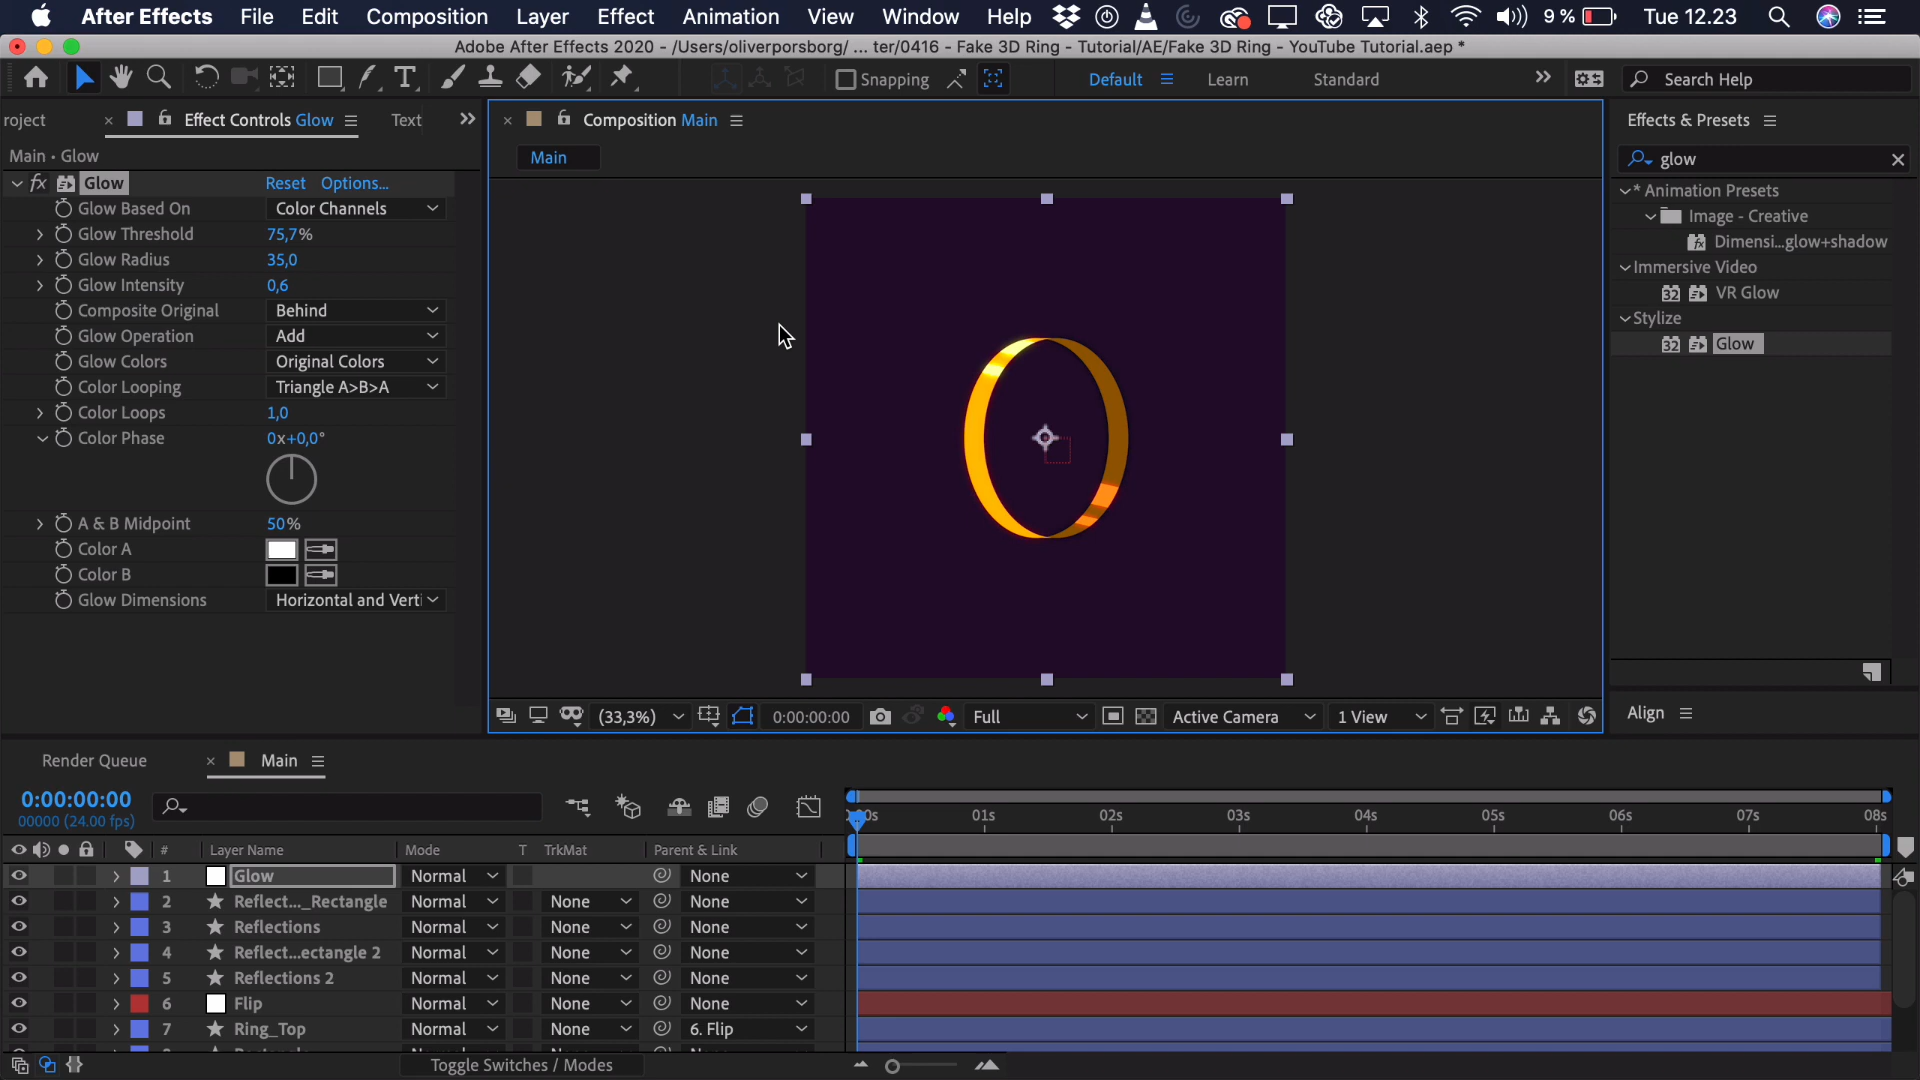 After Effects File Edit Composition Layer Effect Animation View Window Help 9 % Tue 12.23
Adobe After Effects 2020 - /Users/oliverporsborg/ ... ter/0416 - Fake 3D Ring - Tutorial/AE/Fake 3D Ring - YouTube Tutorial.aep *
Snapping Default Learn Standard Search Help
roject Effect Controls Glow Text Composition Main Effects & Presets
Main • Glow
Main
glow
fx Glow Reset Options...
Glow Based On Color Channels
Glow Threshold 75,7%
Glow Radius 35,0
Glow Intensity 0,6
Composite Original Behind
Glow Operation Add
Glow Colors Original Colors
Color Looping Triangle A>B>A
Color Loops 1,0
Color Phase 0x+0,0°
A & B Midpoint 50%
Color A
Color B
Glow Dimensions Horizontal and Verti
* Animation Presets
Image - Creative
Dimensi...glow+shadow
Immersive Video
32 VR Glow
Stylize
32 Glow
(33,3%) 0:00:00:00 Full Active Camera 1 View
Align
Render Queue Main
0:00:00:00
00000 (24.00 fps)
01s 02s 03s 04s 05s 06s 07s 08s
# Layer Name Mode T TrkMat Parent & Link
1 Glow Normal None
2 Reflect..._Rectangle Normal None None
3 Reflections Normal None None
4 Reflect...ectangle 2 Normal None None
5 Reflections 2 Normal None None
6 Flip Normal None None
7 Ring_Top Normal None 6. Flip
Toggle Switches / Modes